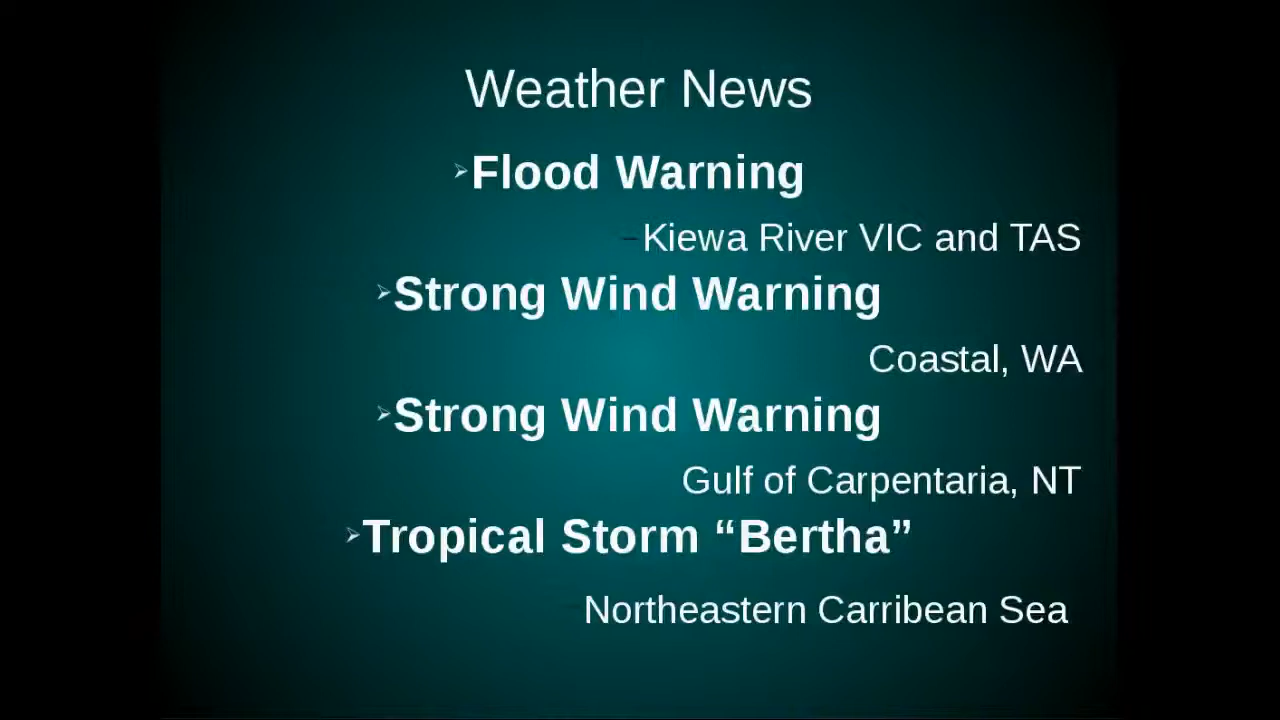 Weather News
➢Flood Warning
–Kiewa River VIC and TAS
➢Strong Wind Warning
Coastal, WA
➢Strong Wind Warning
Gulf of Carpentaria, NT
➢Tropical Storm “Bertha”
Northeastern Carribean Sea